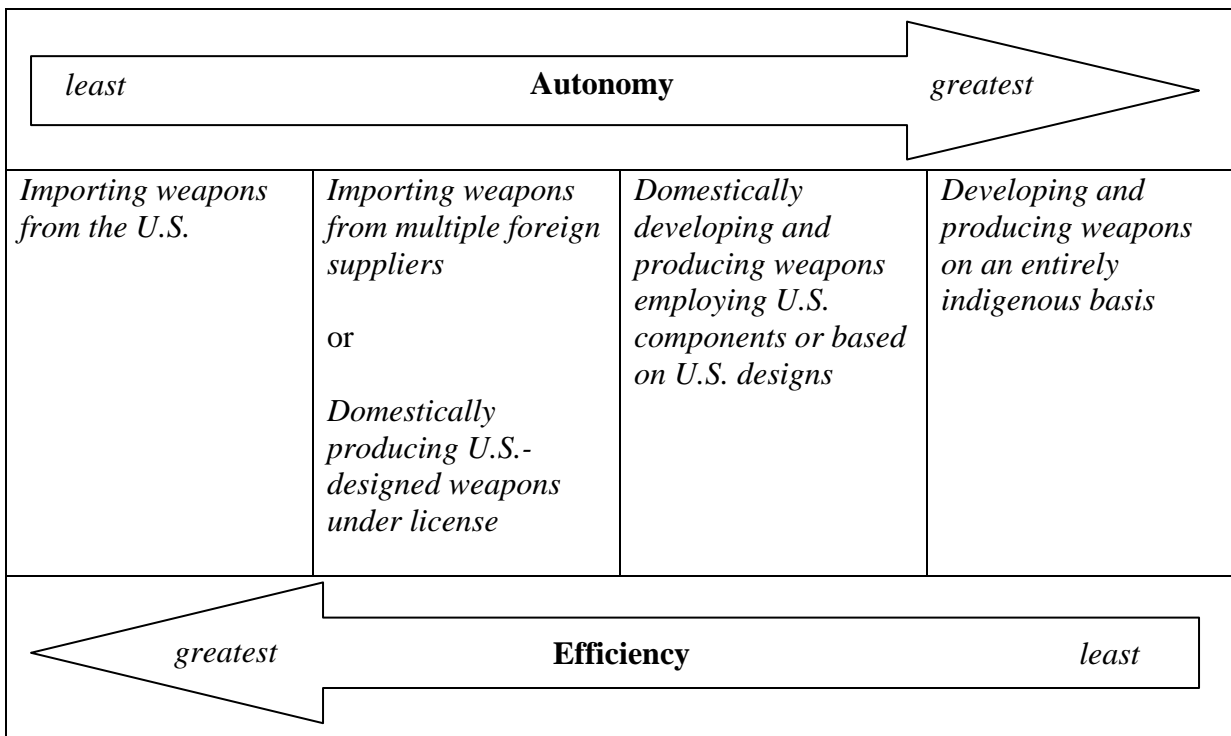 least Autonomy greatest
Importing weapons
from the U.S.
Importing weapons
from multiple foreign
suppliers
or
Domestically
producing U.S.-
designed weapons
under license
Domestically
developing and
producing weapons
employing U.S.
components or based
on U.S. designs
Developing and
producing weapons
on an entirely
indigenous basis
greatest Efficiency least